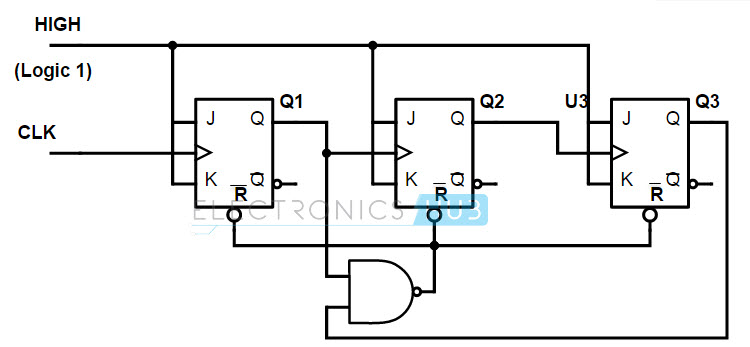 HIGH
(Logic 1)
CLK
Q1
Q2
U3
Q3
J Q
J Q
J Q
K R Q
K R Q
K R Q
ELECTRONICS HUB